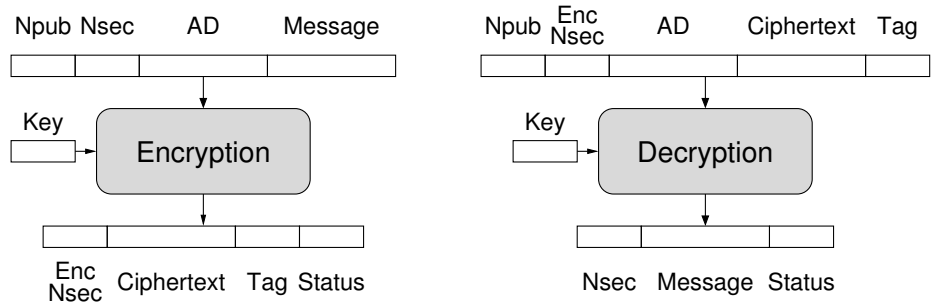 Npub Nsec AD Message
Key
Encryption
Enc
Nsec Ciphertext Tag Status
Npub Enc
Nsec AD Ciphertext Tag
Key
Decryption
Nsec Message Status